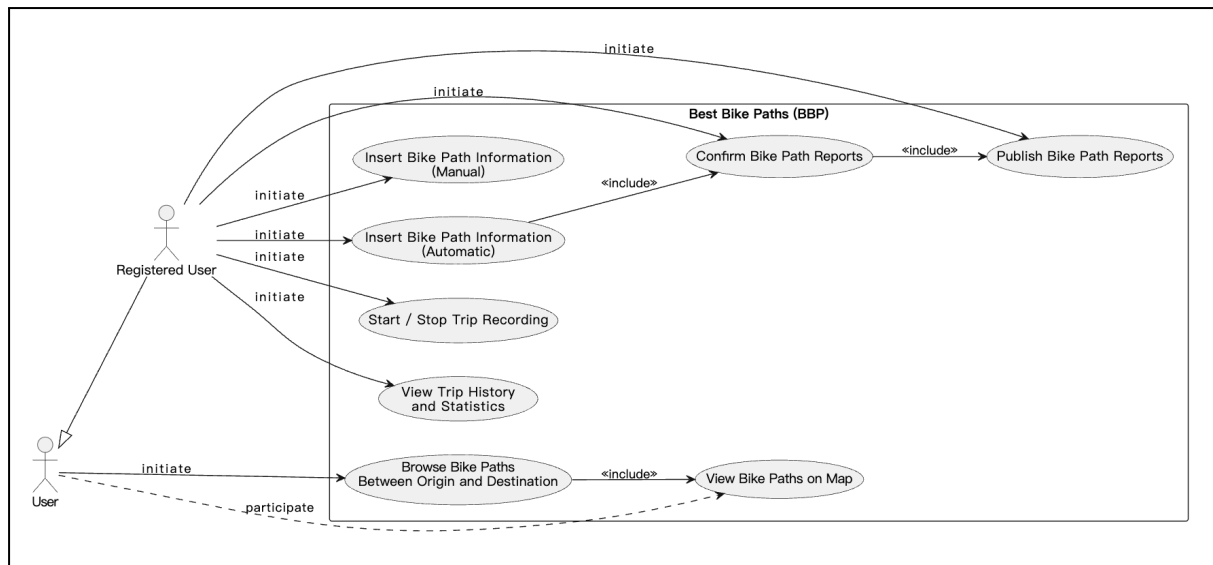 initiate
initiate
Best Bike Paths (BBP)
Insert Bike Path Information
(Manual)
Confirm Bike Path Reports
«include»
Publish Bike Path Reports
«include»
initiate
Insert Bike Path Information
(Automatic)
initiate
initiate
Registered User
initiate
Start / Stop Trip Recording
View Trip History
and Statistics
initiate
Browse Bike Paths
Between Origin and Destination
«include»
View Bike Paths on Map
User
participate